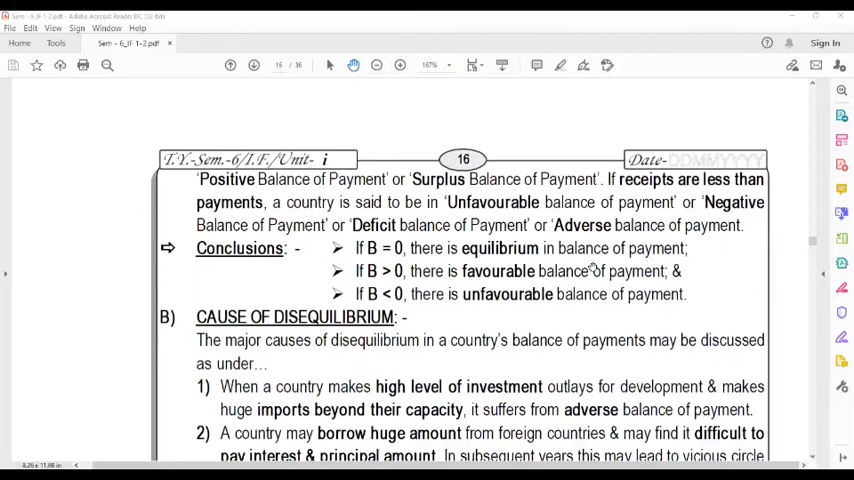 Sem - 6_IF 1-2.pdf - Adobe Acrobat Reader DC (32-bit)
File Edit View Sign Window Help
Home Tools Sem - 6_IF 1-2.pdf × Sign In
16 / 36 167%
T.Y.-Sem.-6/I.F./Unit- i 16 Date-DDMMYYYY
‘Positive Balance of Payment’ or ‘Surplus Balance of Payment’. If receipts are less than
payments, a country is said to be in ‘Unfavourable balance of payment’ or ‘Negative
Balance of Payment’ or ‘Deficit balance of Payment’ or ‘Adverse balance of payment.
⇨ Conclusions: - ➢ If B = 0, there is equilibrium in balance of payment;
➢ If B > 0, there is favourable balance of payment; &
➢ If B < 0, there is unfavourable balance of payment.
B) CAUSE OF DISEQUILIBRIUM: -
The major causes of disequilibrium in a country’s balance of payments may be discussed
as under…
1) When a country makes high level of investment outlays for development & makes
huge imports beyond their capacity, it suffers from adverse balance of payment.
2) A country may borrow huge amount from foreign countries & may find it difficult to
pay interest & principal amount. In subsequent years this may lead to vicious circle
8.26 x 11.69 in